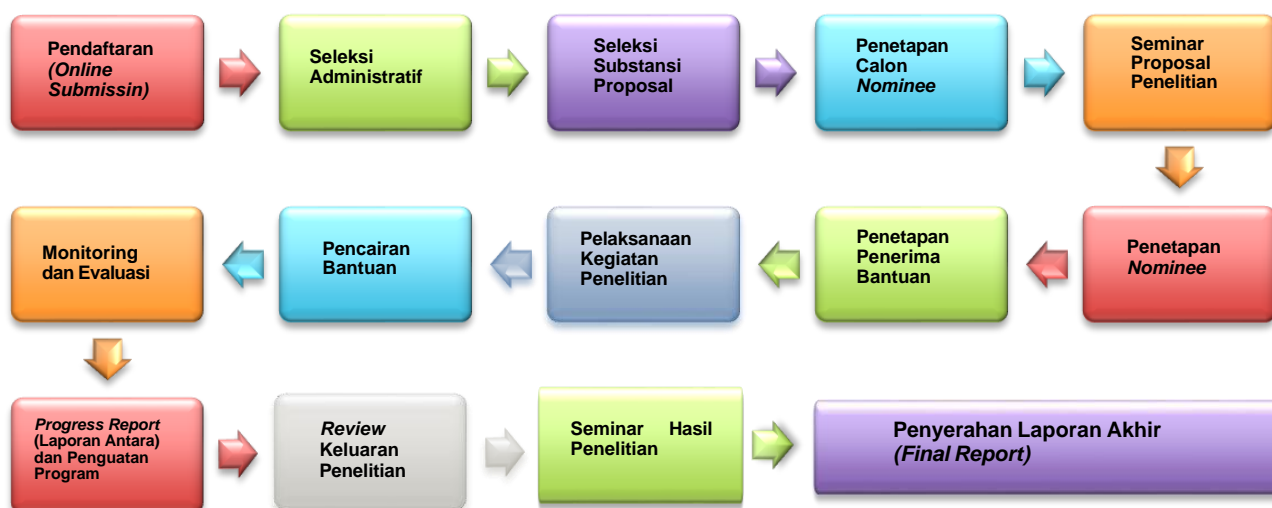 Pendaftaran
(Online
Submissin)
Seleksi
Administratif
Seleksi
Substansi
Proposal
Penetapan
Calon
Nominee
Seminar
Proposal
Penelitian
Penetapan
Nominee
Penetapan
Penerima
Bantuan
Pelaksanaan
Kegiatan
Penelitian
Pencairan
Bantuan
Monitoring
dan Evaluasi
Progress Report
(Laporan Antara)
dan Penguatan
Program
Review
Keluaran
Penelitian
Seminar Hasil
Penelitian
Penyerahan Laporan Akhir
(Final Report)